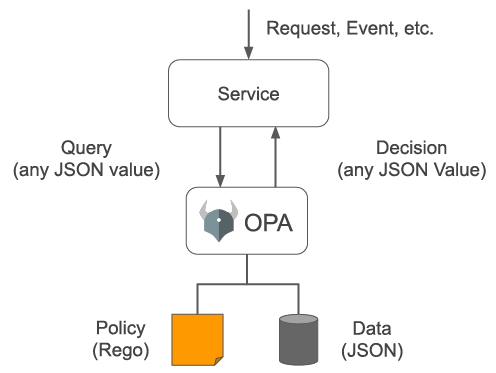 Request, Event, etc.
Service
Query
(any JSON value)
Decision
(any JSON Value)
OPA
Policy
(Rego)
Data
(JSON)